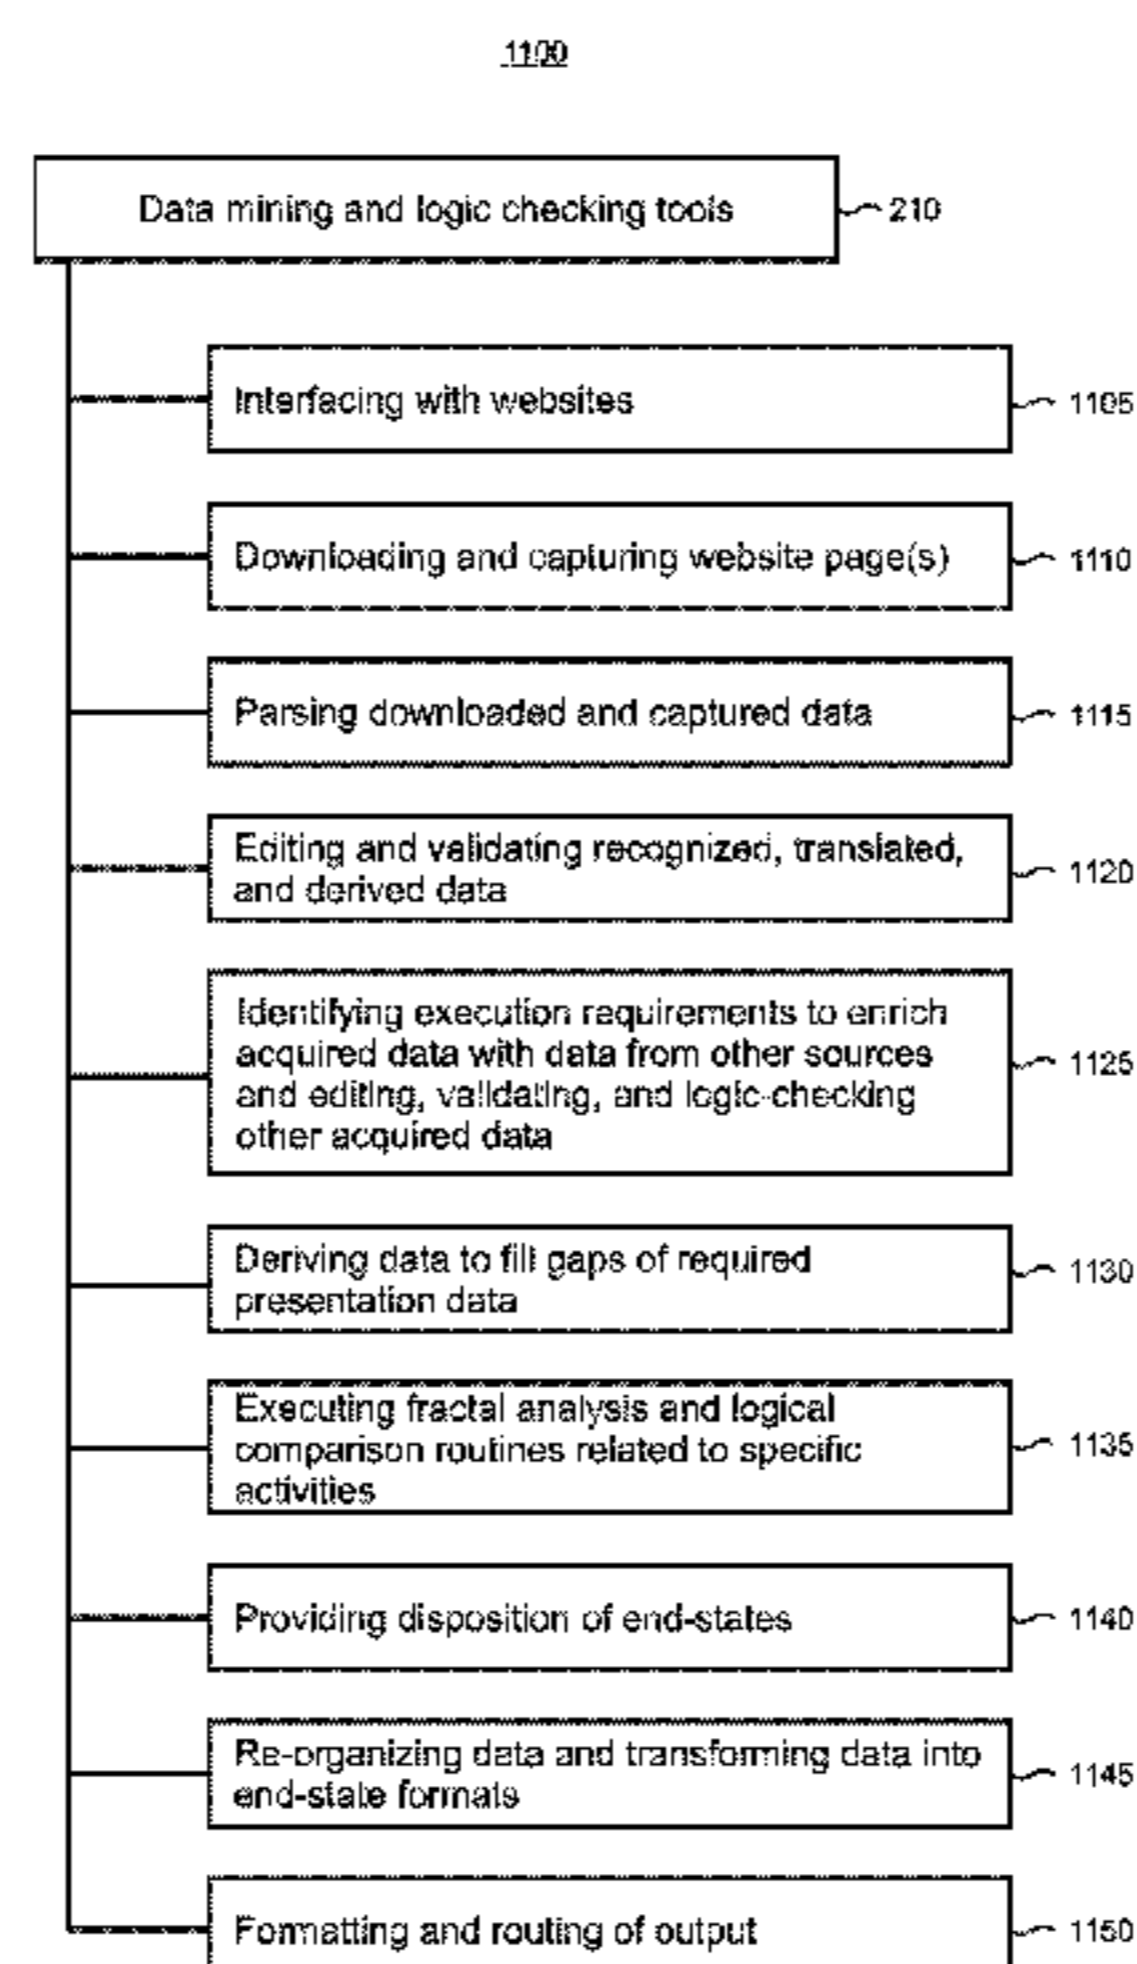 1100
Data mining and logic checking tools
210
Interfacing with websites
1105
Downloading and capturing website page(s)
1110
Parsing downloaded and captured data
1115
Editing and validating recognized, translated,
and derived data
1120
Identifying execution requirements to enrich
acquired data with data from other sources
and editing, validating, and logic-checking
other acquired data
1125
Deriving data to fill gaps of required
presentation data
1130
Executing fractal analysis and logical
comparison routines related to specific
activities
1135
Providing disposition of end-states
1140
Re-organizing data and transforming data into
end-state formats
1145
Formatting and routing of output
1150